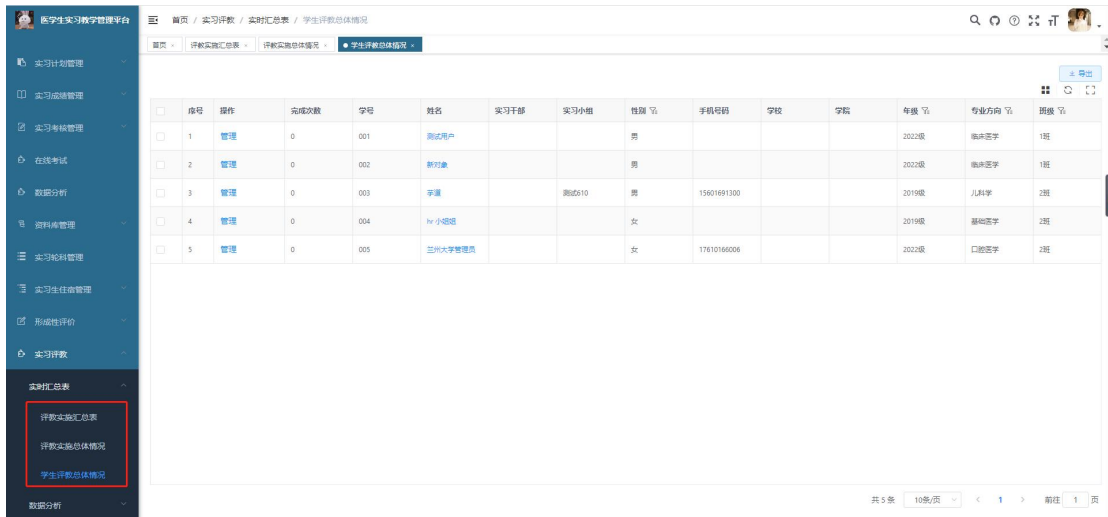 医学生实习教学管理平台
首页 / 实习评教 / 实时汇总表 / 学生评教总体情况
首页 × 评教实施汇总表 × 评教实施总体情况 × 学生评教总体情况 ×
实习计划管理
实习成绩管理
实习考核管理
在线考试
数据分析
资料库管理
实习轮科管理
实习生住宿管理
形成性评价
实习评教
实时汇总表
评教实施汇总表
评教实施总体情况
学生评教总体情况
数据分析
导出
序号 操作 完成次数 学号 姓名 实习干部 实习小组 性别 手机号码 学校 学院 年级 专业方向 班级
1 管理 0 001 测试用户 男 2022级 临床医学 1班
2 管理 0 002 新对象 男 2022级 临床医学 1班
3 管理 0 003 芋道 测试610 男 15601691300 2019级 儿科学 2班
4 管理 0 004 hr 小姐姐 女 2019级 基础医学 2班
5 管理 0 005 兰州大学管理员 女 17610166006 2022级 口腔医学 2班
共 5 条 10条/页 < 1 > 前往 1 页